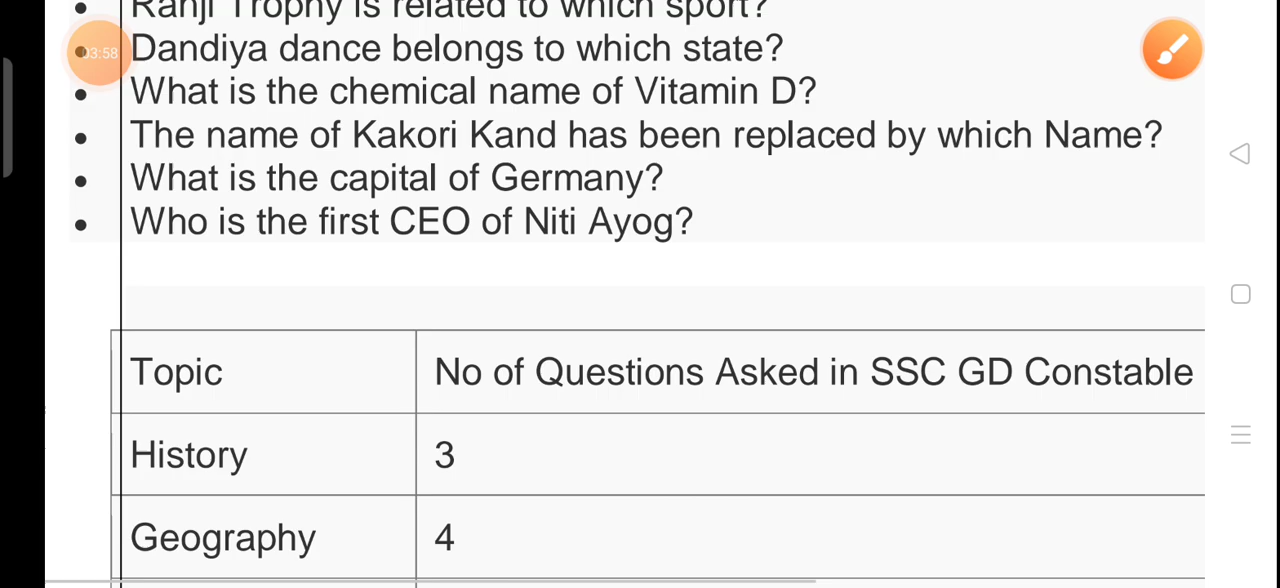 Ranji Trophy is related to which sport?
03:58
Dandiya dance belongs to which state?
What is the chemical name of Vitamin D?
The name of Kakori Kand has been replaced by which Name?
What is the capital of Germany?
Who is the first CEO of Niti Ayog?
Topic No of Questions Asked in SSC GD Constable
History 3
Geography 4